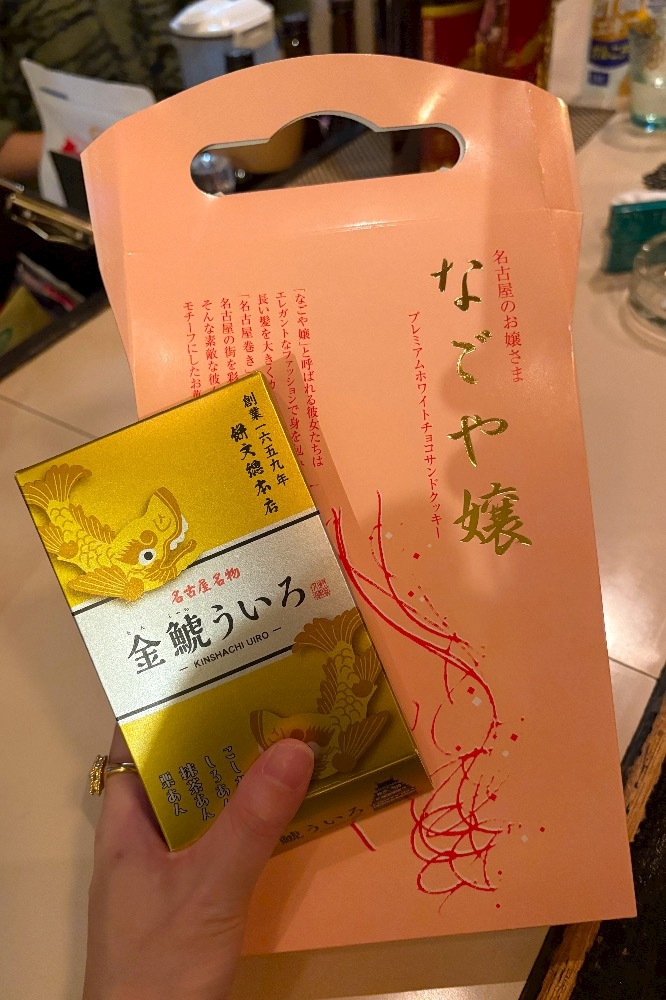 名古屋のお嬢さま
なごや嬢
プレミアムホワイトチョコサンドクッキー
「なごや嬢」と呼ばれる彼女たちは
エレガントなファッションで身を
長い髪を大きく
「名古屋巻き
名古屋の街を彩
そんな素敵な彼
モチーフにしたお
創業一六五九年
餅文總本店
名古屋名物
金鯱ういろ
— KINSHACHI UIRO —
こし
しろあん
抹茶あん
栗あん
鯱ういろ